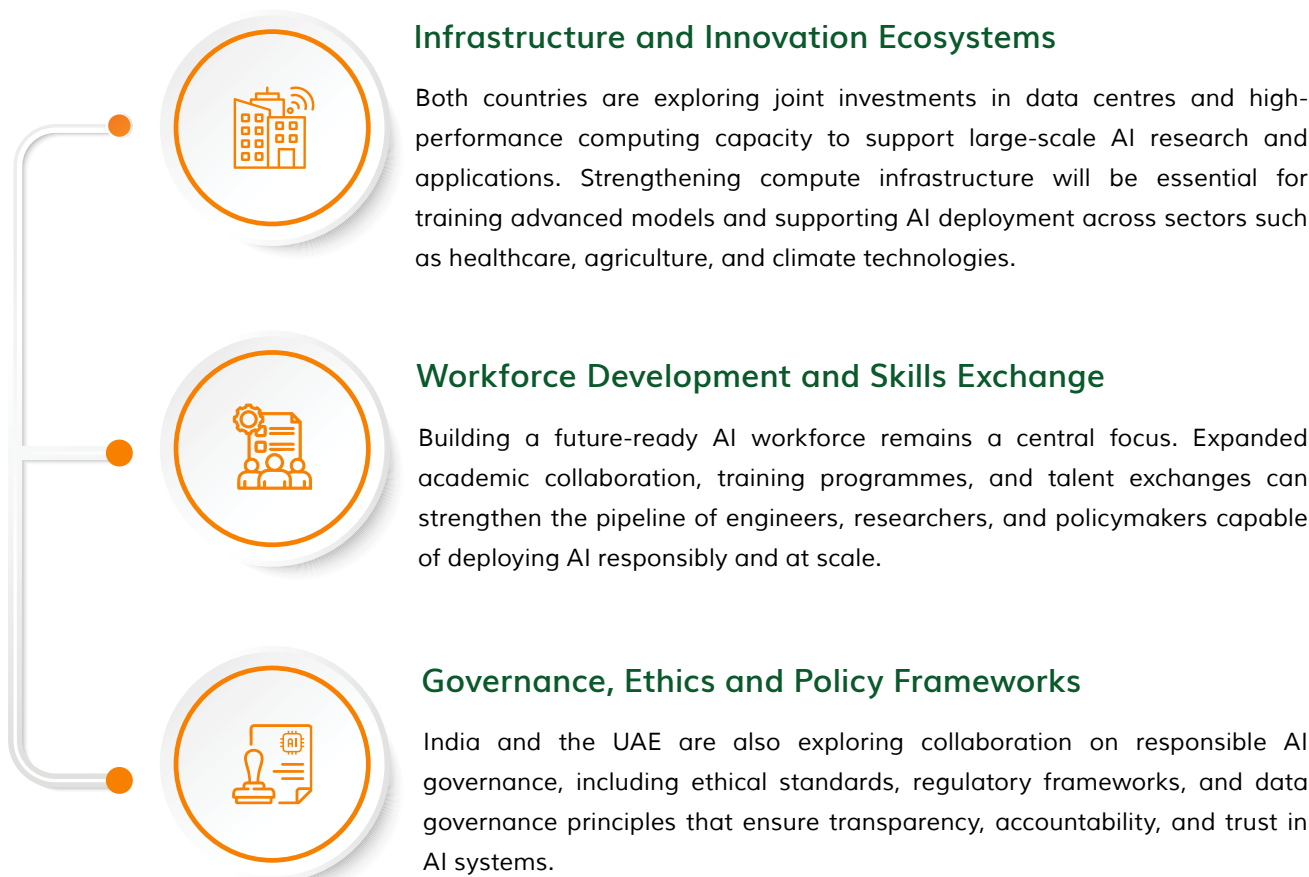 Infrastructure and Innovation Ecosystems
Both countries are exploring joint investments in data centres and high-
performance computing capacity to support large-scale AI research and
applications. Strengthening compute infrastructure will be essential for
training advanced models and supporting AI deployment across sectors such
as healthcare, agriculture, and climate technologies.
Workforce Development and Skills Exchange
Building a future-ready AI workforce remains a central focus. Expanded
academic collaboration, training programmes, and talent exchanges can
strengthen the pipeline of engineers, researchers, and policymakers capable
of deploying AI responsibly and at scale.
AI
Governance, Ethics and Policy Frameworks
India and the UAE are also exploring collaboration on responsible AI
governance, including ethical standards, regulatory frameworks, and data
governance principles that ensure transparency, accountability, and trust in
AI systems.